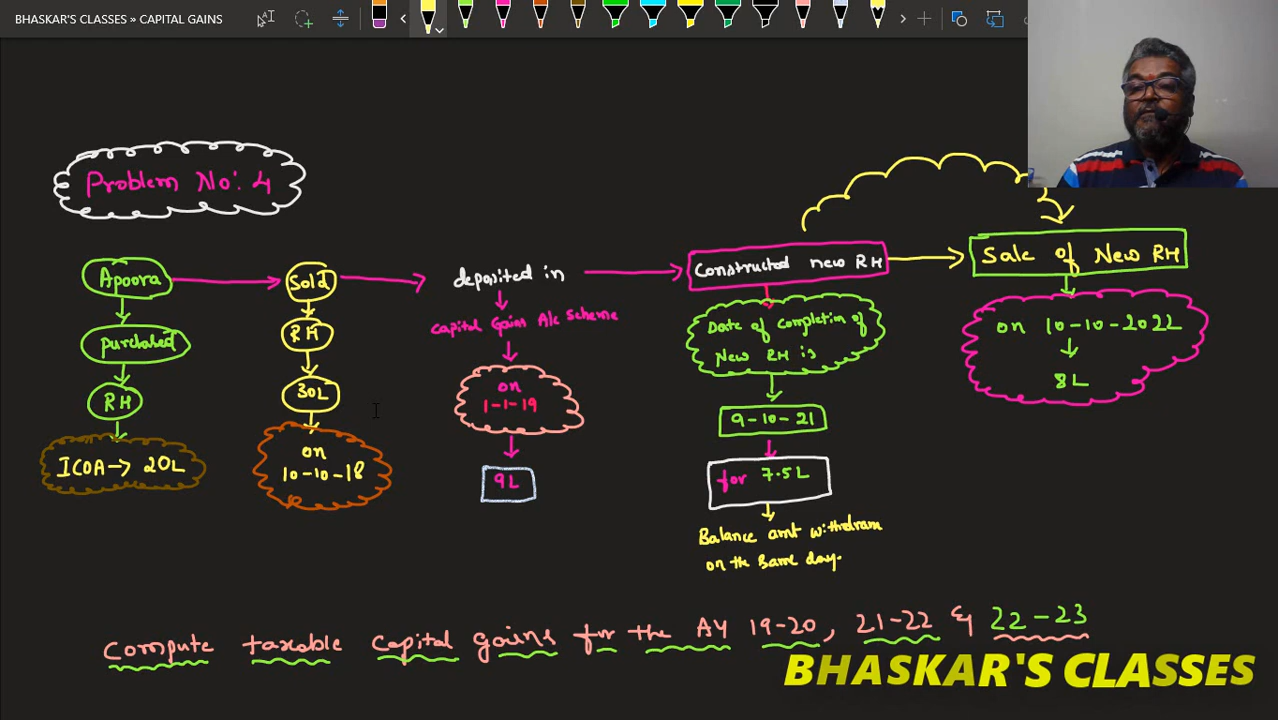 BHASKAR'S CLASSES » CAPITAL GAINS
Problem No: 4
Apoora
purchased
RH
ICOA → 20L
Sold
RH
30L
on
10-10-18
deposited in
Capital Gains A/c Scheme
on
1-1-19
9L
Constructed new RH
Date of completion of
New RH is
9-10-21
for 7.5L
Balance amt withdrawn
on the same day.
Sale of New RH
on 10-10-2022
8L
Compute taxable capital gains for the AY 19-20, 21-22 & 22-23
BHASKAR'S CLASSES